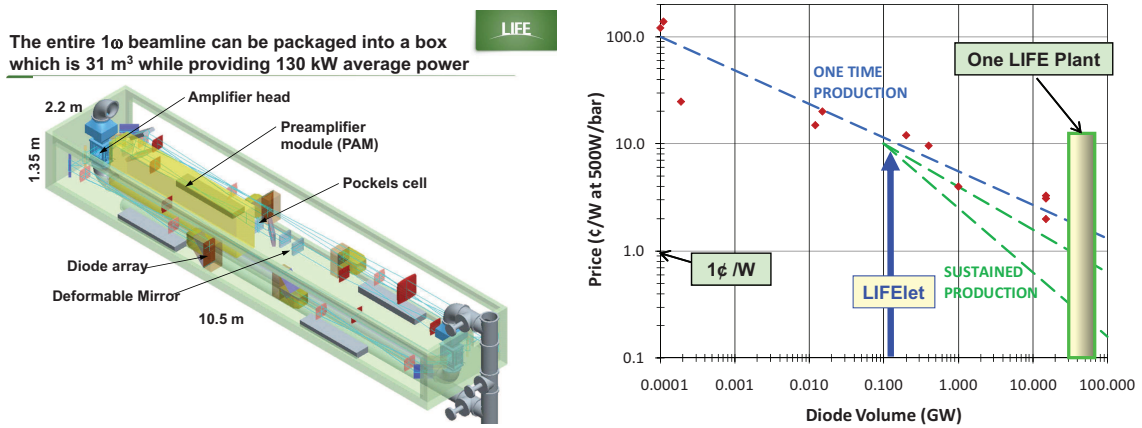 The entire 1ω beamline can be packaged into a box
which is 31 m³ while providing 130 kW average power
LIFE
2.2 m
Amplifier head
Preamplifier
module (PAM)
1.35 m
Pockels cell
Diode array
Deformable Mirror
10.5 m
Price (¢/W at 500W/bar)
100.0
10.0
1.0
0.1
ONE TIME
PRODUCTION
One LIFE Plant
1¢ /W
LIFElet
SUSTAINED
PRODUCTION
0.0001
0.001
0.010
0.100
1.000
10.000
100.000
Diode Volume (GW)